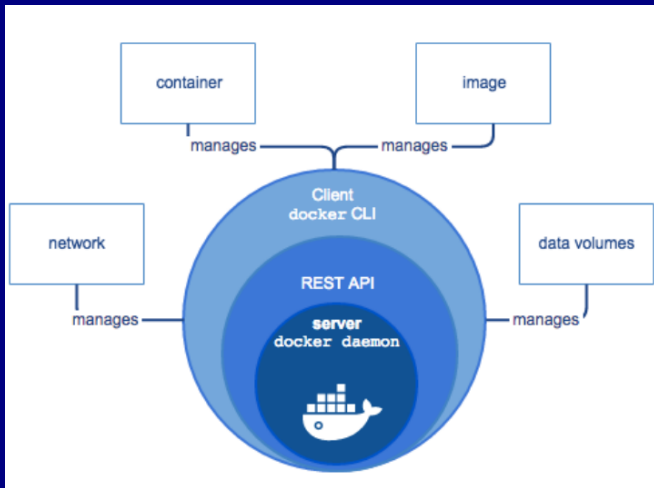 container
image
manages
manages
Client
docker CLI
network
data volumes
REST API
server
docker daemon
manages
manages